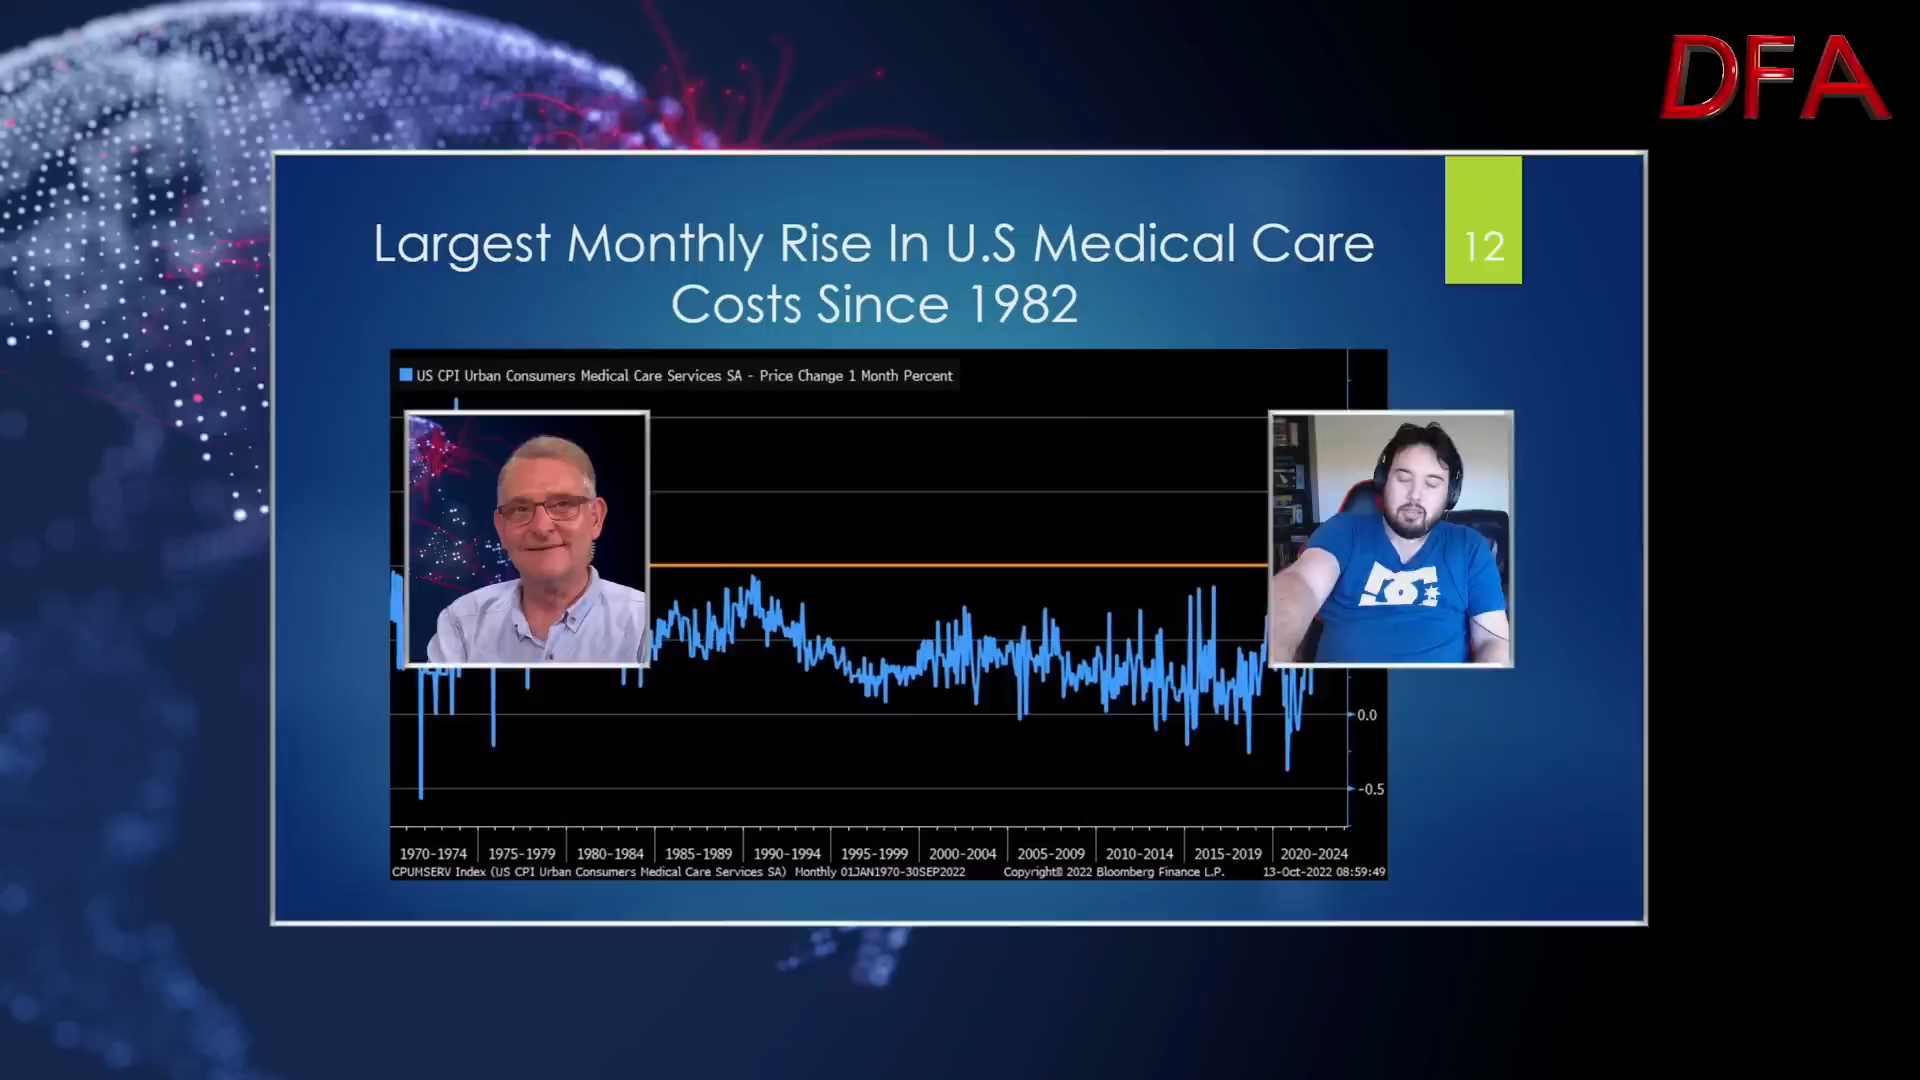 DFA
Largest Monthly Rise In U.S Medical Care
Costs Since 1982
12
US CPI Urban Consumers Medical Care Services SA - Price Change 1 Month Percent
0.0
-0.5
1970-1974 1975-1979 1980-1984 1985-1989 1990-1994 1995-1999 2000-2004 2005-2009 2010-2014 2015-2019 2020-2024
CPUMSERV Index (US CPI Urban Consumers Medical Care Services SA) Monthly 01JAN1970-30SEP2022 Copyright© 2022 Bloomberg Finance L.P. 13-Oct-2022 08:59:49